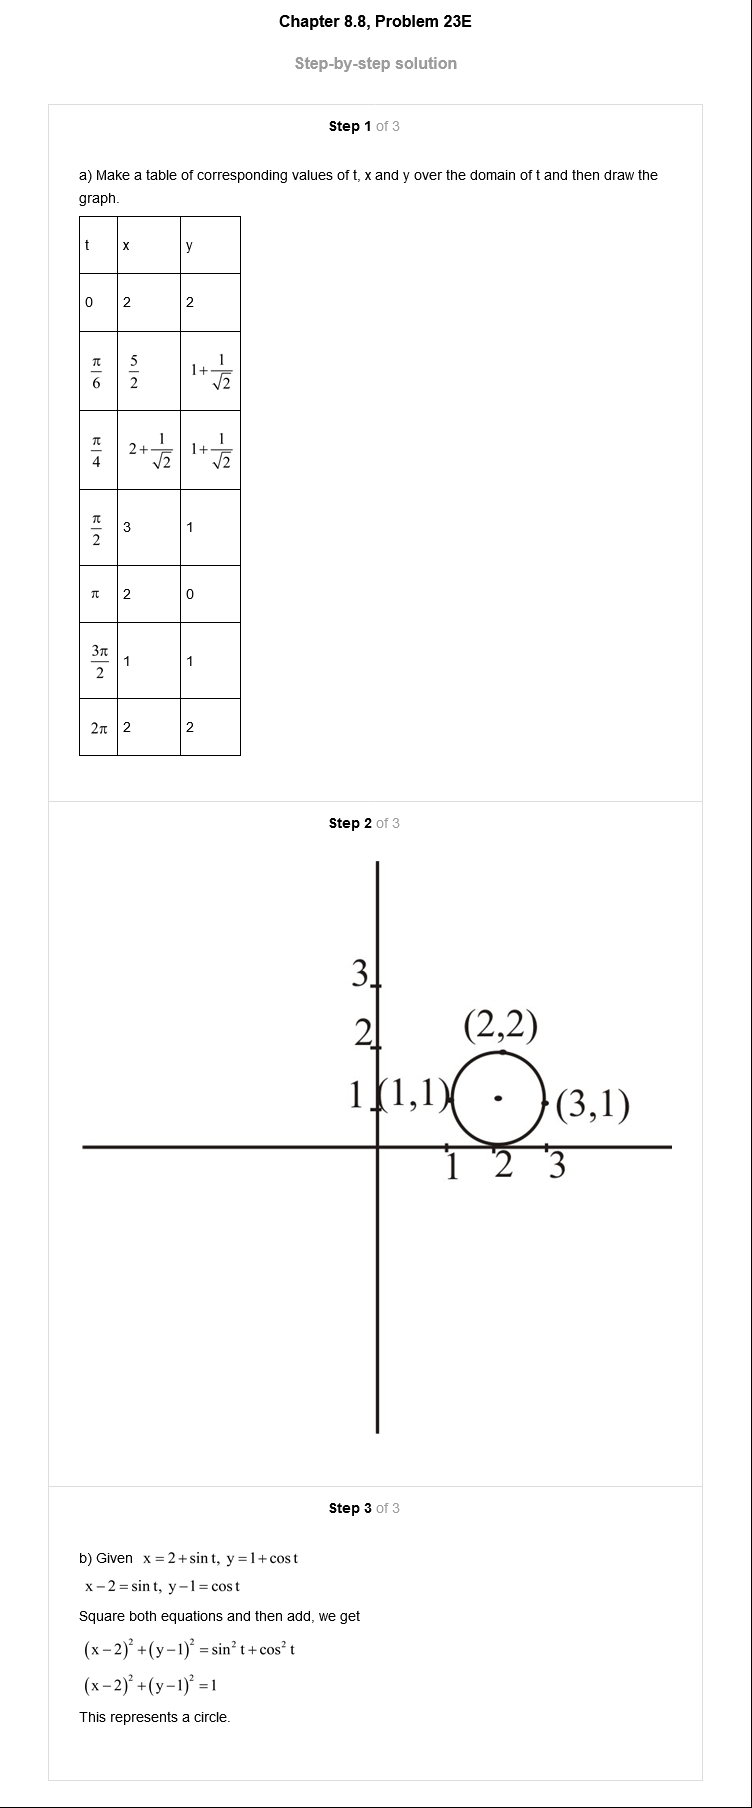 Chapter 8.8, Problem 23E
Step-by-step solution
Step 1 of 3
a) Make a table of corresponding values of t, x and y over the domain of t and then draw the
graph.
t x y
0 2 2
π/6 5/2 1+1/√2
π/4 2+1/√2 1+1/√2
π/2 3 1
π 2 0
3π/2 1 1
2π 2 2
Step 2 of 3
3
(2,2)
2
1 (1,1) (3,1)
1 2 3
Step 3 of 3
b) Given x = 2 + sin t, y = 1 + cos t
x − 2 = sin t, y − 1 = cos t
Square both equations and then add, we get
(x − 2)² + (y − 1)² = sin² t + cos² t
(x − 2)² + (y − 1)² = 1
This represents a circle.